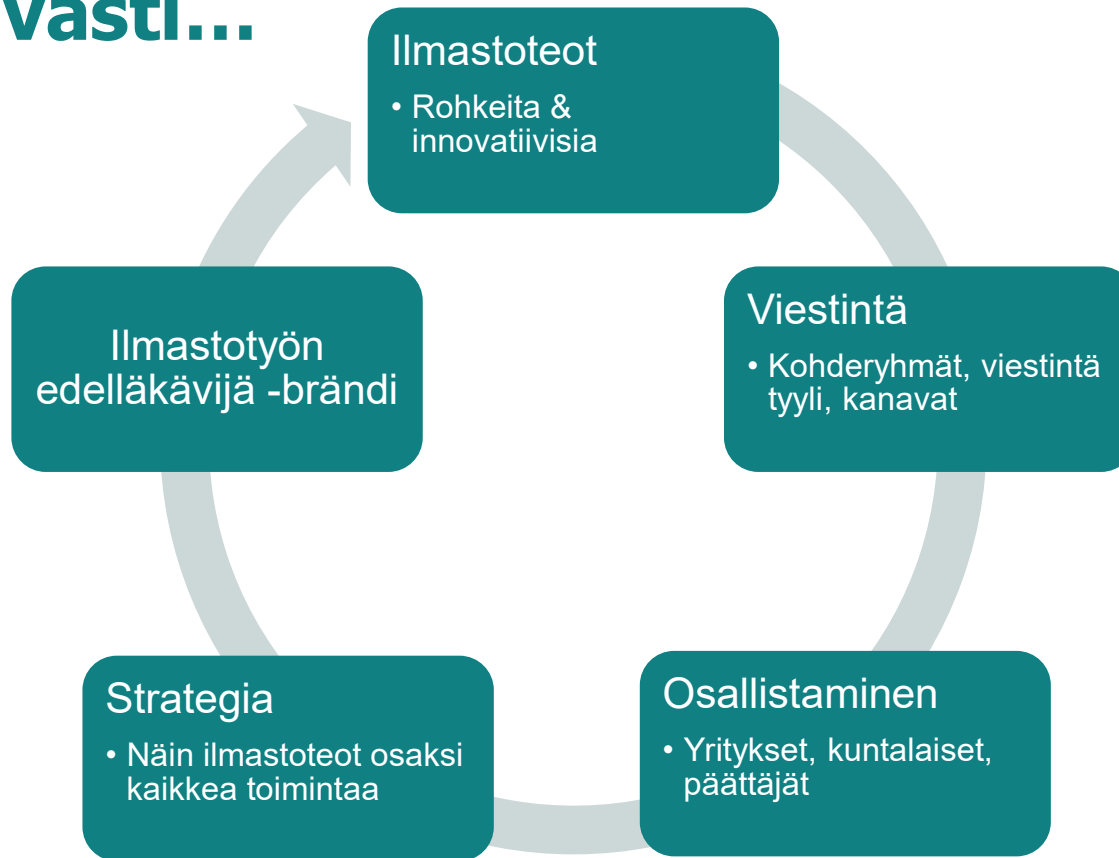 vasti...
Ilmastoteot
• Rohkeita &
innovatiivisia
Viestintä
• Kohderyhmät, viestintä
tyyli, kanavat
Osallistaminen
• Yritykset, kuntalaiset,
päättäjät
Strategia
• Näin ilmastoteot osaksi
kaikkea toimintaa
Ilmastotyön
edelläkävijä -brändi